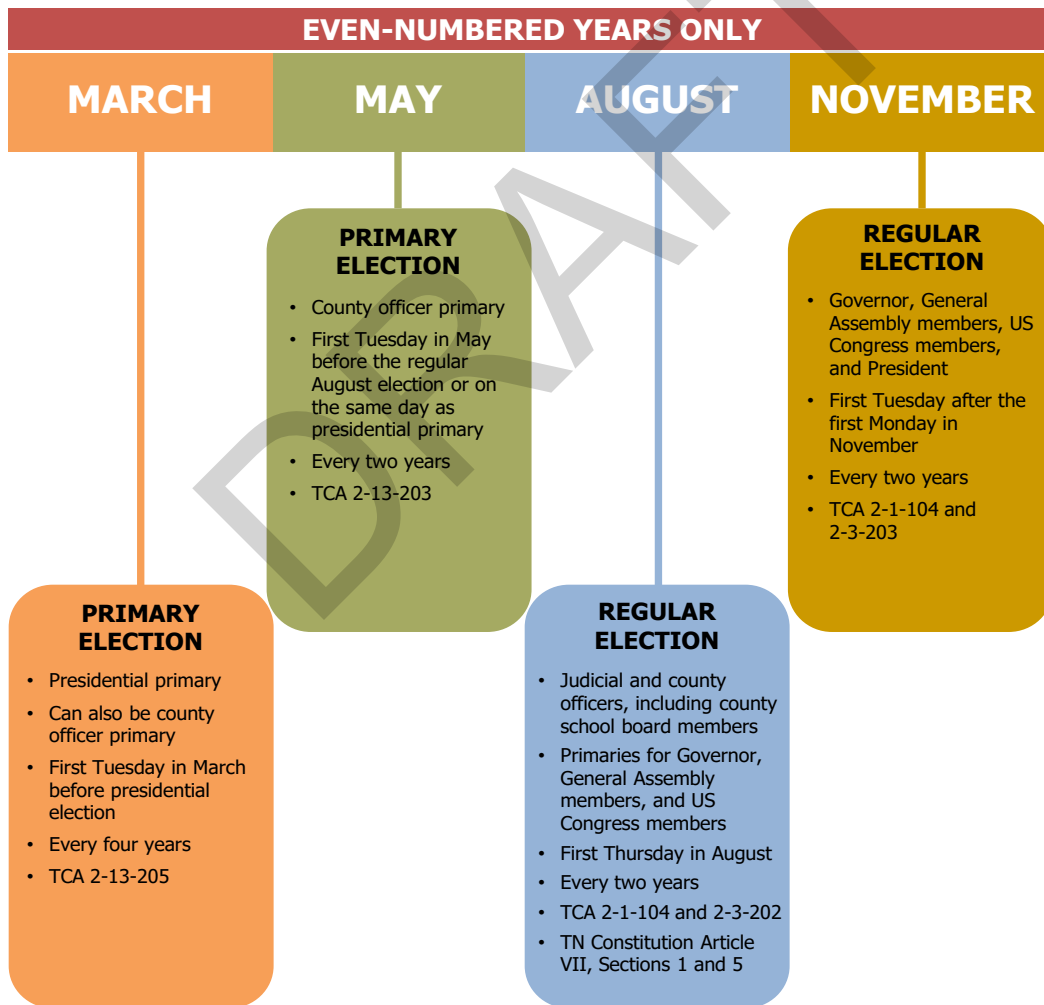 EVEN-NUMBERED YEARS ONLY
MARCH
MAY
AUGUST
NOVEMBER
PRIMARY
ELECTION
• County officer primary
• First Tuesday in May
before the regular
August election or on
the same day as
presidential primary
• Every two years
• TCA 2-13-203
REGULAR
ELECTION
• Governor, General
Assembly members, US
Congress members,
and President
• First Tuesday after the
first Monday in
November
• Every two years
• TCA 2-1-104 and
2-3-203
PRIMARY
ELECTION
• Presidential primary
• Can also be county
officer primary
• First Tuesday in March
before presidential
election
• Every four years
• TCA 2-13-205
REGULAR
ELECTION
• Judicial and county
officers, including county
school board members
• Primaries for Governor,
General Assembly
members, and US
Congress members
• First Thursday in August
• Every two years
• TCA 2-1-104 and 2-3-202
• TN Constitution Article
VII, Sections 1 and 5
DRAFT